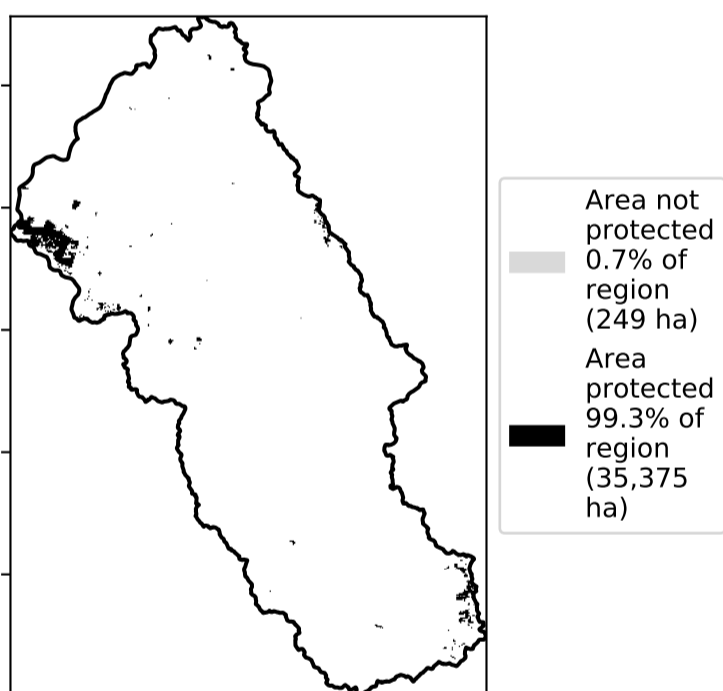 Area not
protected
0.7% of
region
(249 ha)
Area
protected
99.3% of
region
(35,375
ha)